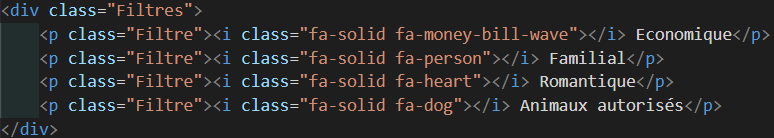 <div class="Filtres">
<p class="Filtre"><i class="fa-solid fa-money-bill-wave"></i> Economique</p>
<p class="Filtre"><i class="fa-solid fa-person"></i> Familial</p>
<p class="Filtre"><i class="fa-solid fa-heart"></i> Romantique</p>
<p class="Filtre"><i class="fa-solid fa-dog"></i> Animaux autorisés</p>
</div>